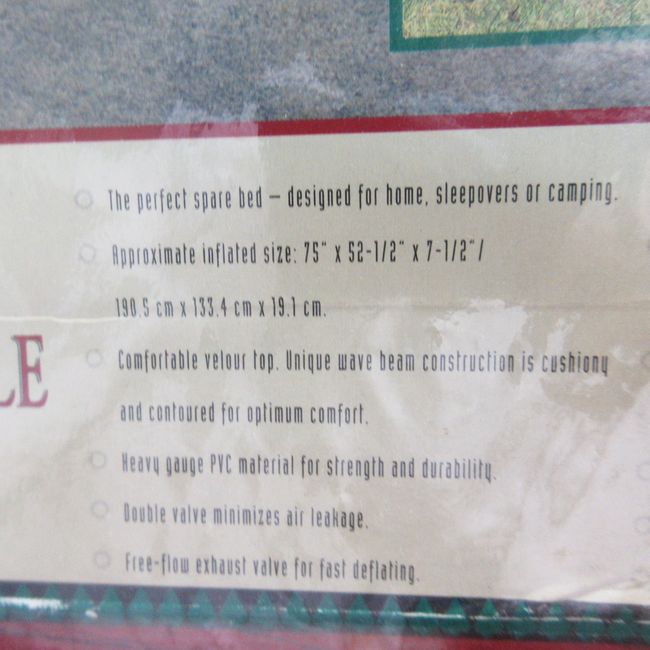 The perfect spare bed – designed for home, sleepovers or camping.
Approximate inflated size: 75" x 52-1/2" x 7-1/2"/
190.5 cm x 133.4 cm x 19.1 cm.
LE
Comfortable velour top. Unique wave beam construction is cushiony
and contoured for optimum comfort.
Heavy gauge PVC material for strength and durability.
Double valve minimizes air leakage.
Free-flow exhaust valve for fast deflating.